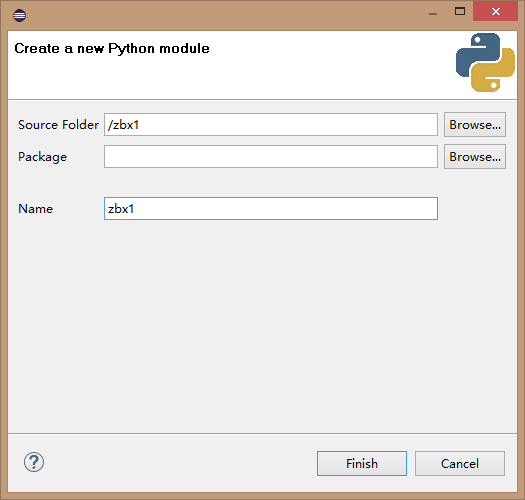 Create a new Python module
Source Folder /zbx1 Browse...
Package Browse...
Name zbx1
? Finish Cancel